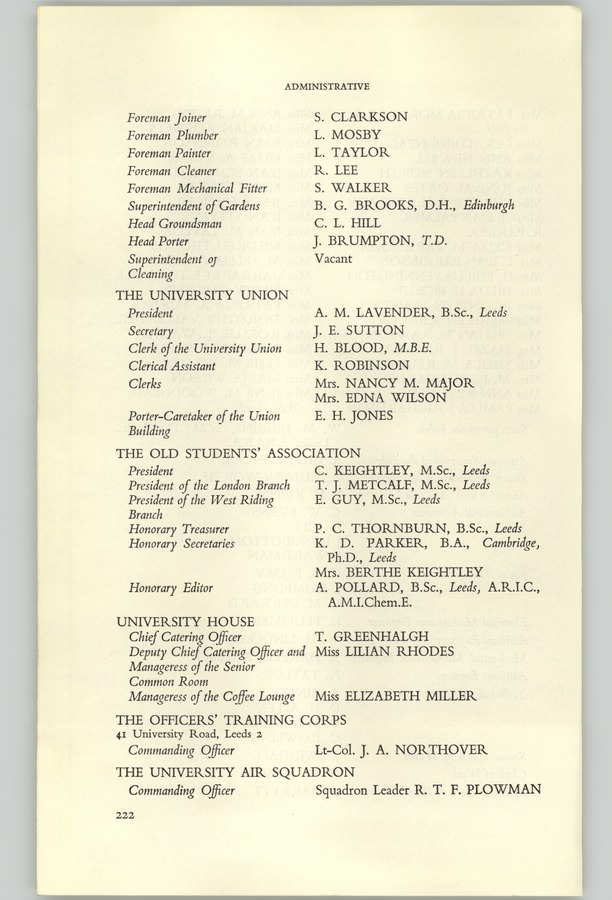 ADMINISTRATIVE
Foreman Joiner S. CLARKSON
Foreman Plumber L. MOSBY
Foreman Painter L. TAYLOR
Foreman Cleaner R. LEE
Foreman Mechanical Fitter S. WALKER
Superintendent of Gardens B. G. BROOKS, D.H., Edinburgh
Head Groundsman C. L. HILL
Head Porter J. BRUMPTON, T.D.
Superintendent of Vacant
Cleaning
THE UNIVERSITY UNION
President A. M. LAVENDER, B.Sc., Leeds
Secretary J. E. SUTTON
Clerk of the University Union H. BLOOD, M.B.E.
Clerical Assistant K. ROBINSON
Clerks Mrs. NANCY M. MAJOR
Mrs. EDNA WILSON
Porter-Caretaker of the Union E. H. JONES
Building
THE OLD STUDENTS' ASSOCIATION
President C. KEIGHTLEY, M.Sc., Leeds
President of the London Branch T. J. METCALF, M.Sc., Leeds
President of the West Riding E. GUY, M.Sc., Leeds
Branch
Honorary Treasurer P. C. THORNBURN, B.Sc., Leeds
Honorary Secretaries K. D. PARKER, B.A., Cambridge,
Ph.D., Leeds
Mrs. BERTHE KEIGHTLEY
Honorary Editor A. POLLARD, B.Sc., Leeds, A.R.I.C.,
A.M.I.Chem.E.
UNIVERSITY HOUSE
Chief Catering Officer T. GREENHALGH
Deputy Chief Catering Officer and Miss LILIAN RHODES
Manageress of the Senior
Common Room
Manageress of the Coffee Lounge Miss ELIZABETH MILLER
THE OFFICERS' TRAINING CORPS
41 University Road, Leeds 2
Commanding Officer Lt-Col. J. A. NORTHOVER
THE UNIVERSITY AIR SQUADRON
Commanding Officer Squadron Leader R. T. F. PLOWMAN
222